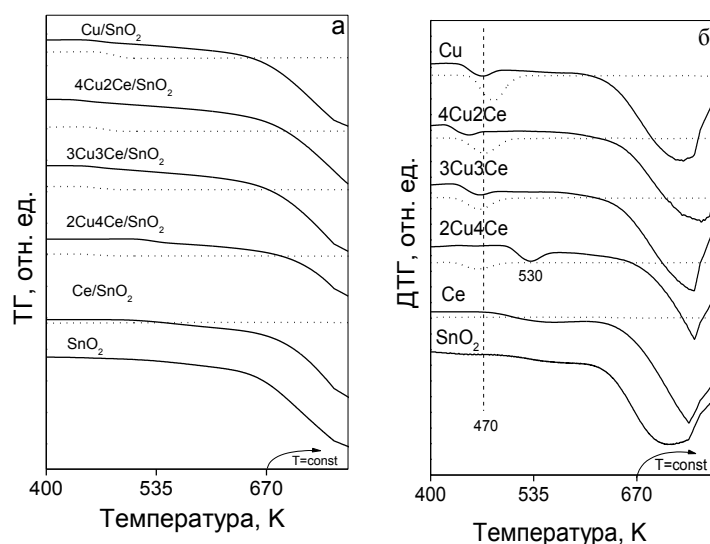 а
Cu/SnO₂
4Cu2Ce/SnO₂
3Cu3Ce/SnO₂
2Cu4Ce/SnO₂
Ce/SnO₂
SnO₂
T=const
400 535 670
Температура, K
ТГ, отн. ед.
б
Cu
4Cu2Ce
3Cu3Ce
2Cu4Ce
530
Ce
SnO₂
470
T=const
400 535 670
Температура, K
ДТГ, отн. ед.